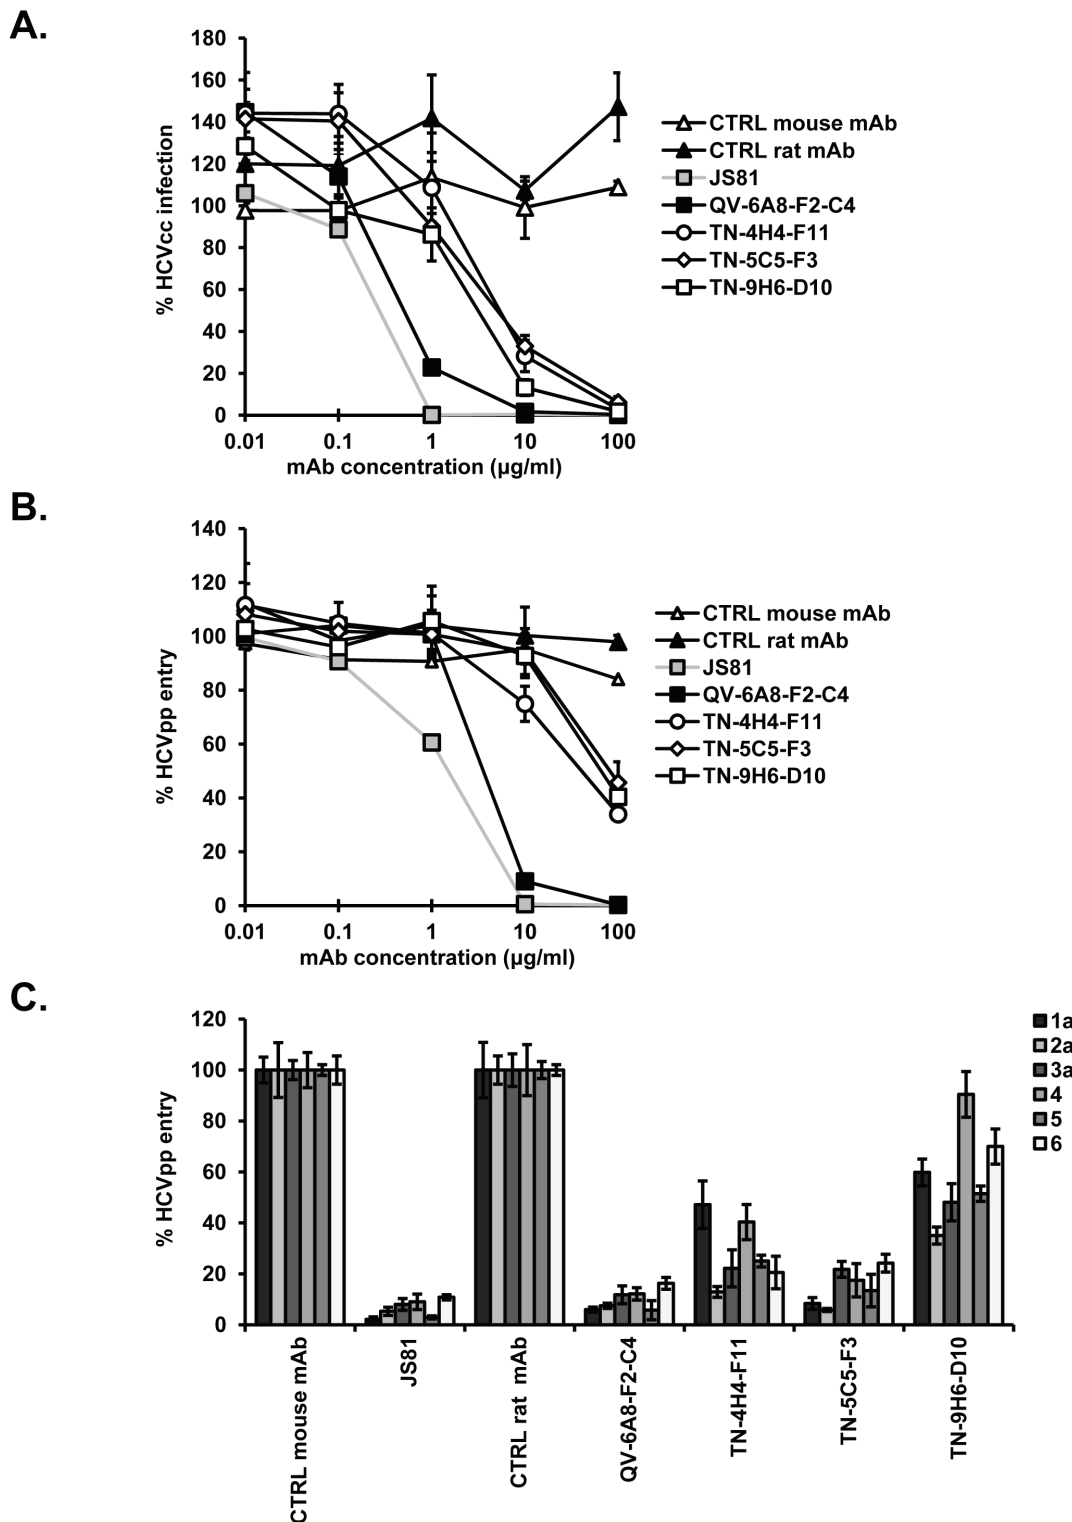 A.
180
160
140
120
100
80
60
40
20
0
% HCVcc infection
0.01 0.1 1 10 100
mAb concentration (µg/ml)
CTRL mouse mAb
CTRL rat mAb
JS81
QV-6A8-F2-C4
TN-4H4-F11
TN-5C5-F3
TN-9H6-D10
B.
140
120
100
80
60
40
20
0
% HCVpp entry
0.01 0.1 1 10 100
mAb concentration (µg/ml)
CTRL mouse mAb
CTRL rat mAb
JS81
QV-6A8-F2-C4
TN-4H4-F11
TN-5C5-F3
TN-9H6-D10
C.
120
100
80
60
40
20
0
% HCVpp entry
CTRL mouse mAb
JS81
CTRL rat mAb
QV-6A8-F2-C4
TN-4H4-F11
TN-5C5-F3
TN-9H6-D10
1a
2a
3a
4
5
6